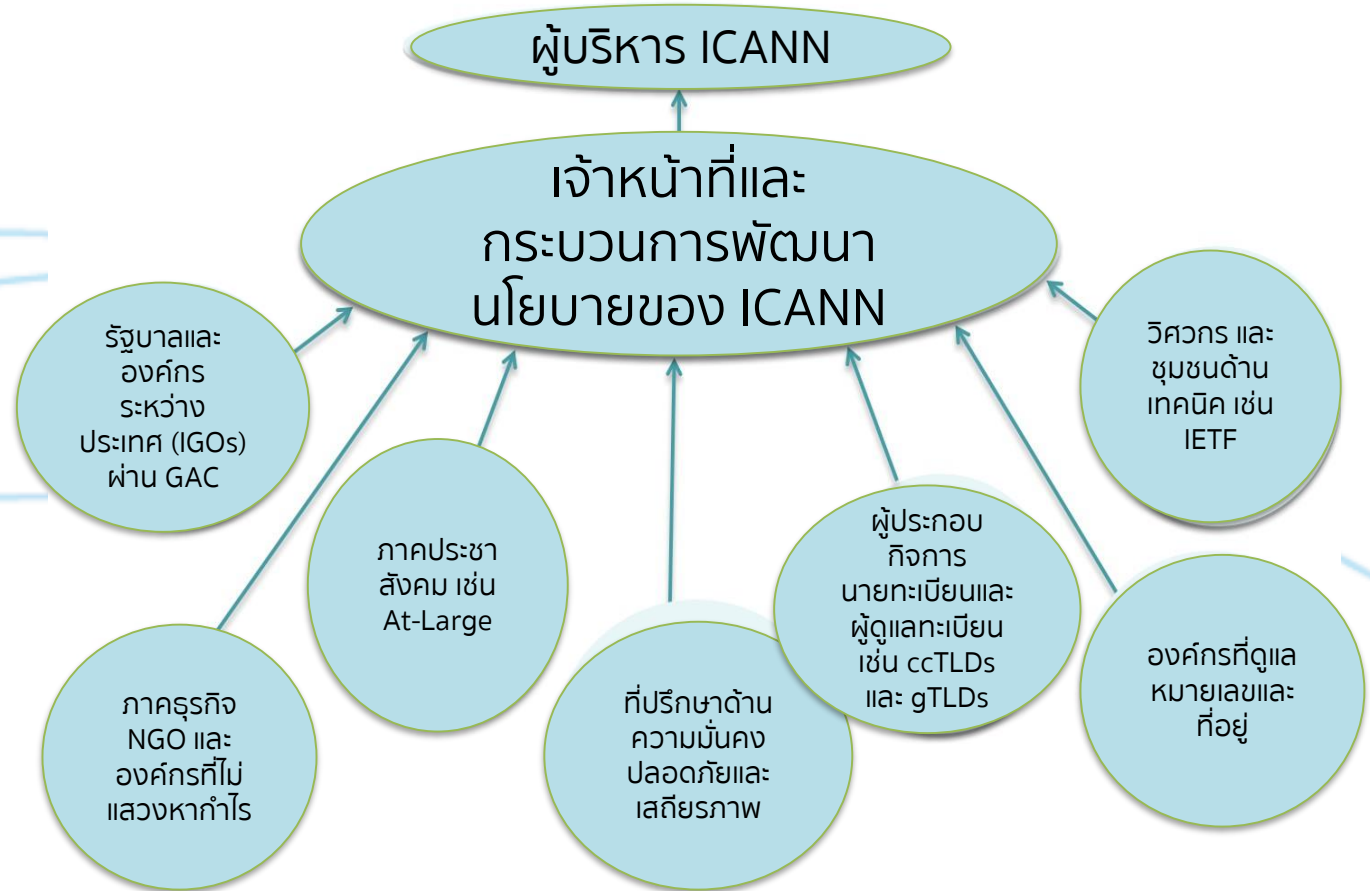 ผู้บริหาร ICANN
เจ้าหน้าที่และ
กระบวนการพัฒนา
นโยบายของ ICANN
รัฐบาลและ
องค์กร
ระหว่าง
ประเทศ (IGOs)
ผ่าน GAC
วิศวกร และ
ชุมชนด้าน
เทคนิค เช่น
IETF
ภาคประชา
สังคม เช่น
At-Large
ผู้ประกอบ
กิจการ
นายทะเบียนและ
ผู้ดูแลทะเบียน
เช่น ccTLDs
และ gTLDs
องค์กรที่ดูแล
หมายเลขและ
ที่อยู่
ภาคธุรกิจ
NGO และ
องค์กรที่ไม่
แสวงหากำไร
ที่ปรึกษาด้าน
ความมั่นคง
ปลอดภัยและ
เสถียรภาพ